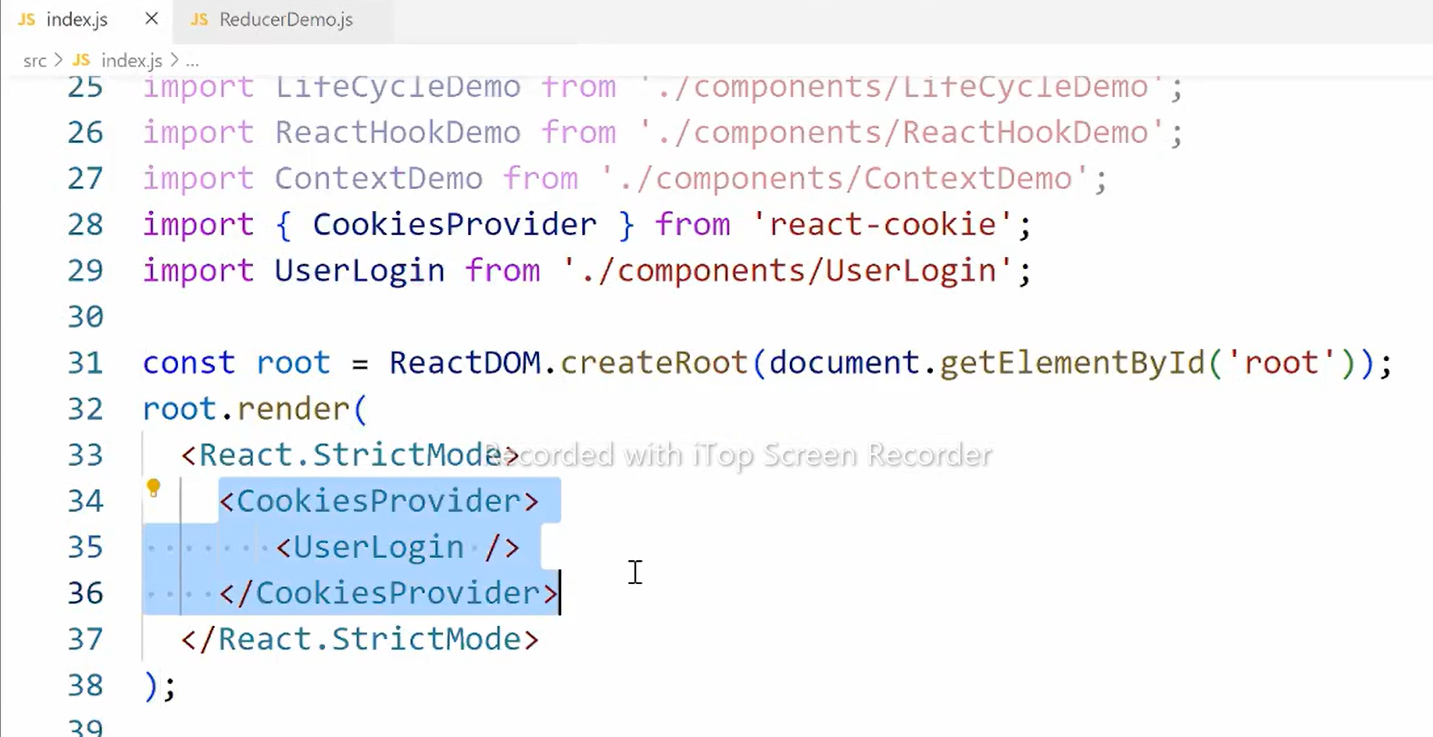 JS index.js × JS ReducerDemo.js
src > JS index.js > ...
25 import LifeCycleDemo from './components/LifeCycleDemo';
26 import ReactHookDemo from './components/ReactHookDemo';
27 import ContextDemo from './components/ContextDemo';
28 import { CookiesProvider } from 'react-cookie';
29 import UserLogin from './components/UserLogin';
30
31 const root = ReactDOM.createRoot(document.getElementById('root'));
32 root.render(
33 <React.StrictMode>
Recorded with iTop Screen Recorder
34 <CookiesProvider>
35 <UserLogin />
36 </CookiesProvider>
37 </React.StrictMode>
38 );
39